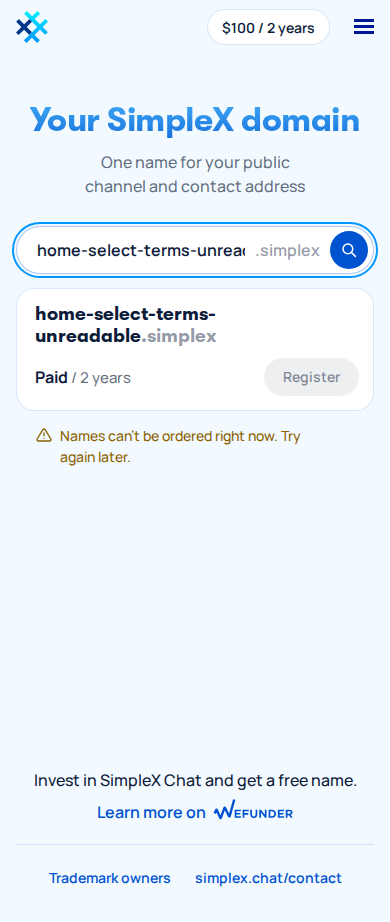 $100 / 2 years
Your SimpleX domain
One name for your public
channel and contact address
home-select-terms-unread .simplex
home-select-terms-
unreadable.simplex
Paid / 2 years
Register
Names can't be ordered right now. Try
again later.
Invest in SimpleX Chat and get a free name.
Learn more on WEFUNDER
Trademark owners simplex.chat/contact